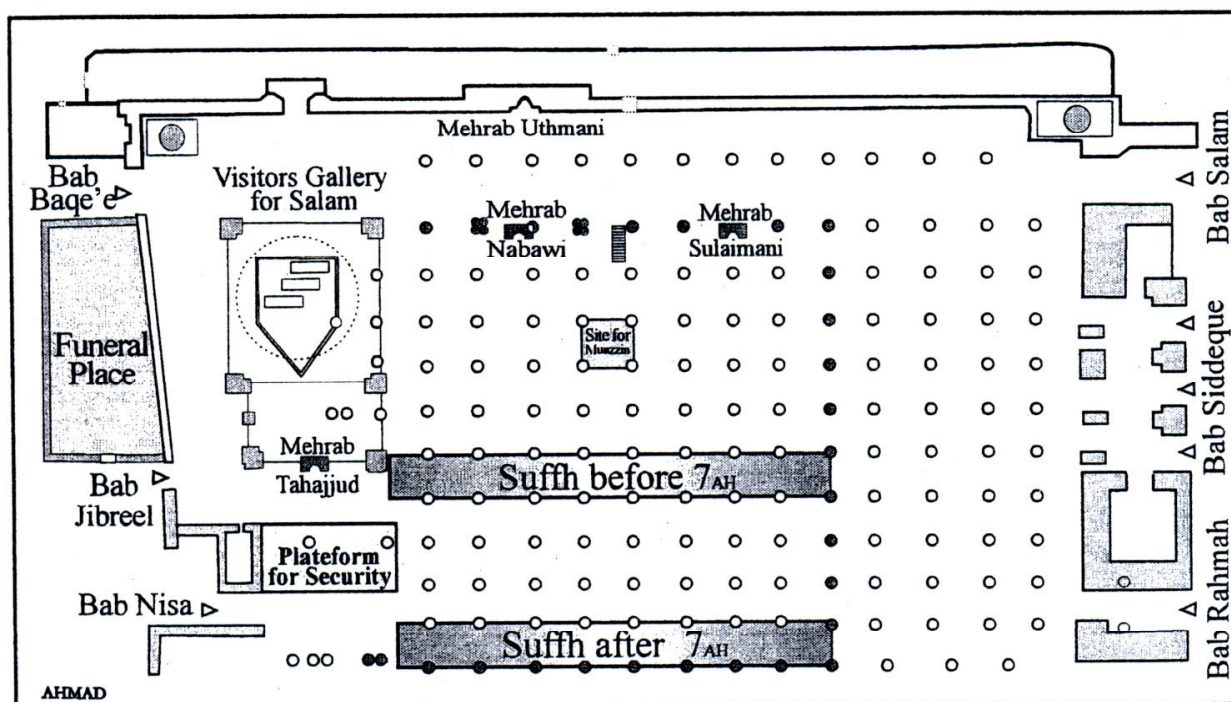 Mehrab Uthmani
Bab
Baqe'e
Visitors Gallery
for Salam
Mehrab
Nabawi
Mehrab
Sulaimani
Bab Salam
Funeral
Place
Site for
Muazzin
Bab Siddeque
Mehrab
Tahajjud
Suffh before 7AH
Bab
Jibreel
Plateform
for Security
Bab Rahmah
Bab Nisa
Suffh after 7AH
AHMAD